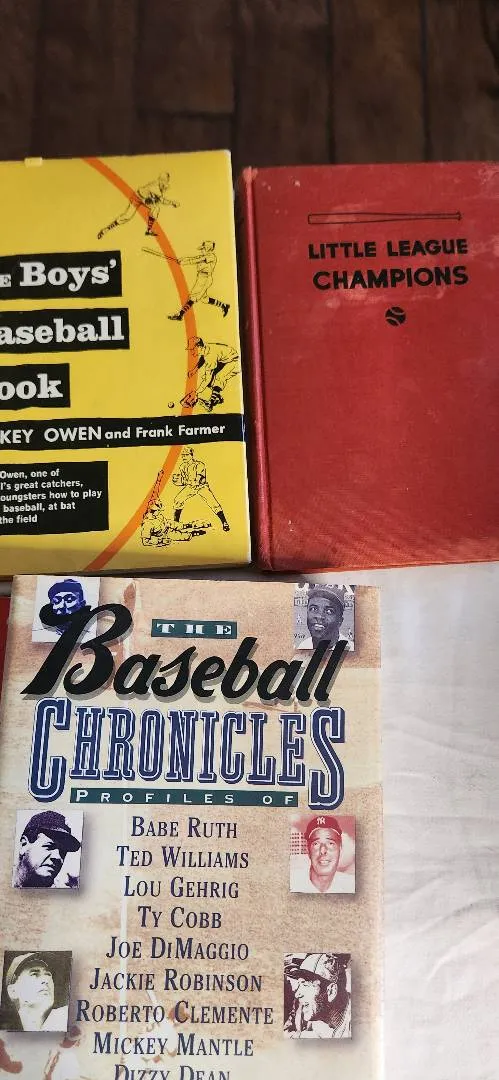 E Boys'
aseball
ook
KEY OWEN and Frank Farmer
Owen, one of
l's great catchers,
oungsters how to play
baseball, at bat
the field
LITTLE LEAGUE
CHAMPIONS
THE
Baseball
CHRONICLES
PROFILES OF
BABE RUTH
TED WILLIAMS
LOU GEHRIG
TY COBB
JOE DIMAGGIO
JACKIE ROBINSON
ROBERTO CLEMENTE
MICKEY MANTLE
DIZZY DEAN